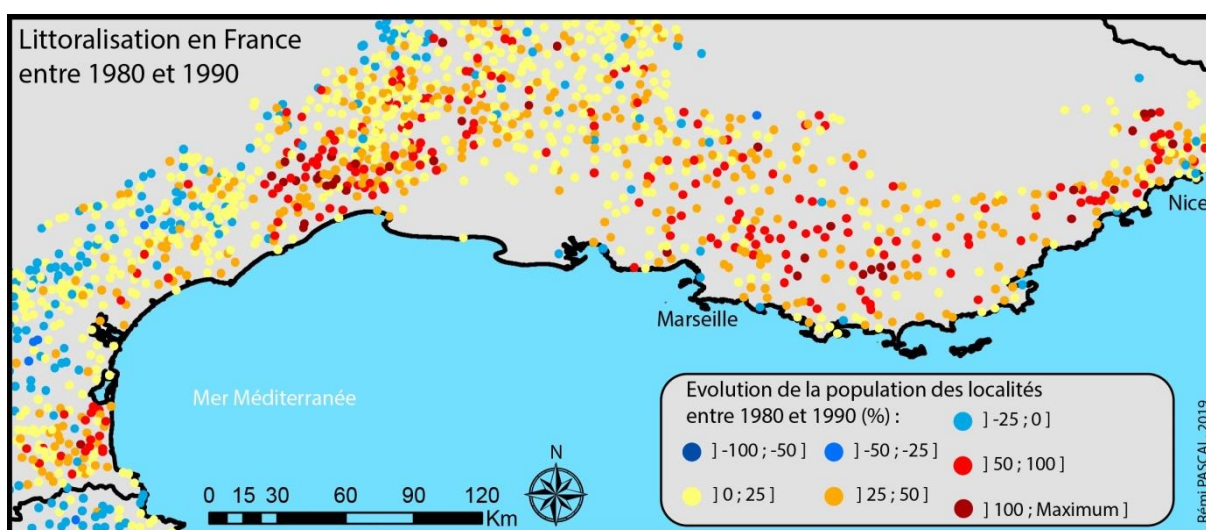 Littoralisation en France
entre 1980 et 1990
Nice
Marseille
Mer Méditerranée
N
0 15 30 60 90 120
Km
Evolution de la population des localités
entre 1980 et 1990 (%) :
] -100 ; -50 ]
] -50 ; -25 ]
] -25 ; 0 ]
] 0 ; 25 ]
] 25 ; 50 ]
] 50 ; 100 ]
] 100 ; Maximum ]
Rémi PASCAL, 2019